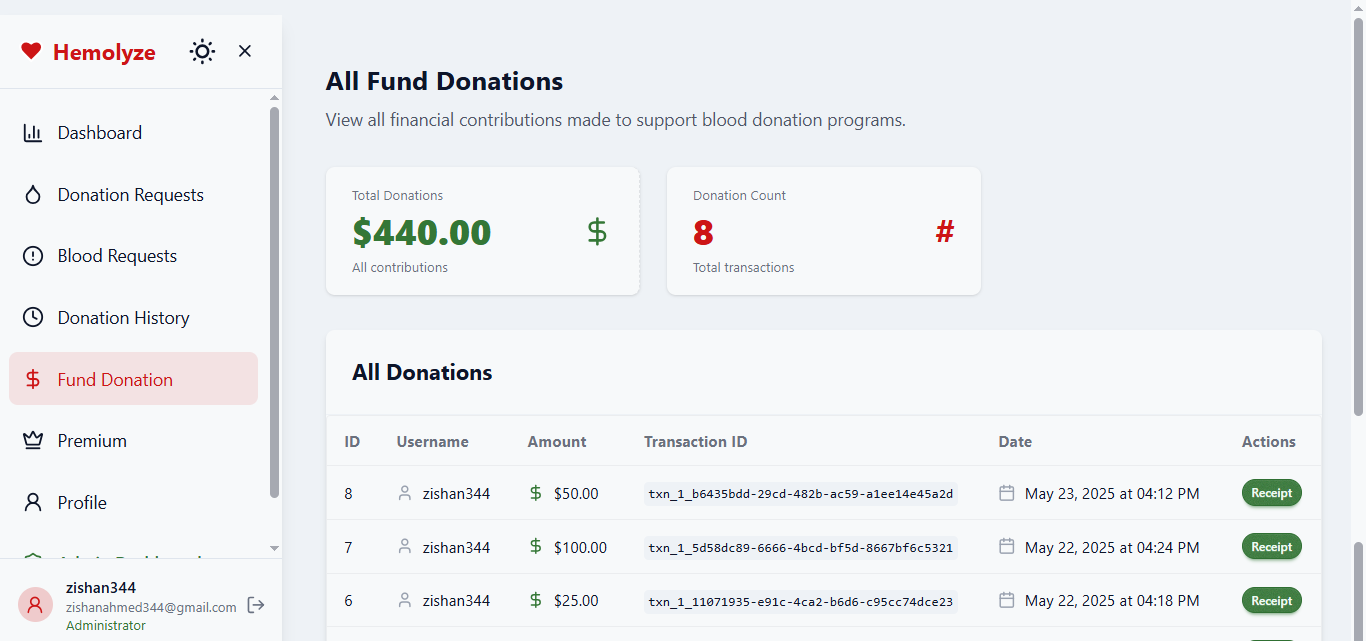 Hemolyze
Dashboard
Donation Requests
Blood Requests
Donation History
$ Fund Donation
Premium
Profile
zishan344
zishanahmed344@gmail.com
Administrator
All Fund Donations
View all financial contributions made to support blood donation programs.
Total Donations
$440.00 $
All contributions
Donation Count
8 #
Total transactions
All Donations
ID Username Amount Transaction ID Date Actions
8 zishan344 $ $50.00 txn_1_b6435bdd-29cd-482b-ac59-a1ee14e45a2d May 23, 2025 at 04:12 PM Receipt
7 zishan344 $ $100.00 txn_1_5d58dc89-6666-4bcd-bf5d-8667bf6c5321 May 22, 2025 at 04:24 PM Receipt
6 zishan344 $ $25.00 txn_1_11071935-e91c-4ca2-b6d6-c95cc74dce23 May 22, 2025 at 04:18 PM Receipt